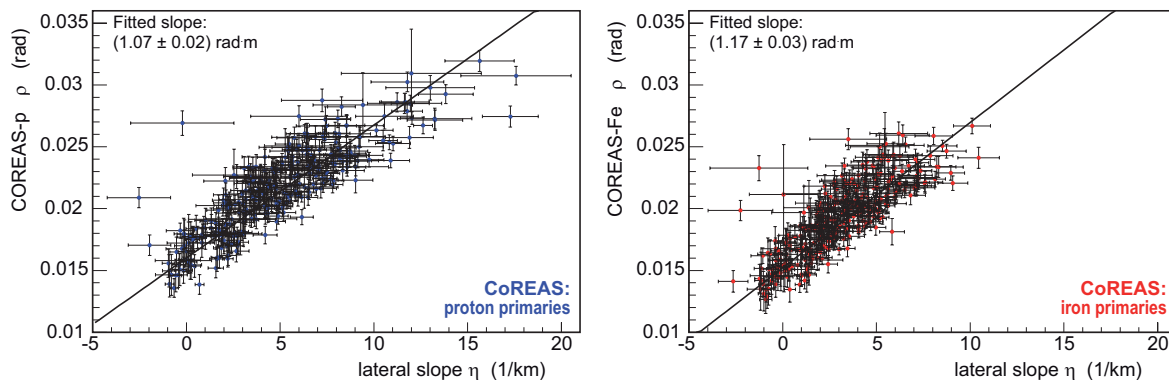 Fitted slope:
(1.07 ± 0.02) rad·m
COREAS-p ρ (rad)
0.035
0.03
0.025
0.02
0.015
0.01
CoREAS:
proton primaries
-5 0 5 10 15 20
lateral slope η (1/km)
Fitted slope:
(1.17 ± 0.03) rad·m
COREAS-Fe ρ (rad)
0.035
0.03
0.025
0.02
0.015
0.01
CoREAS:
iron primaries
-5 0 5 10 15 20
lateral slope η (1/km)